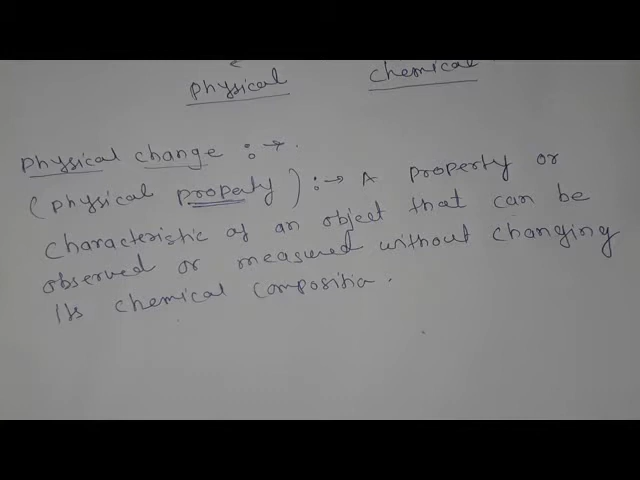 physical chemical
physical change :→.
(physical property) :→ A property or
characteristic of an object that can be
observed or measured without changing
Its chemical compositia.